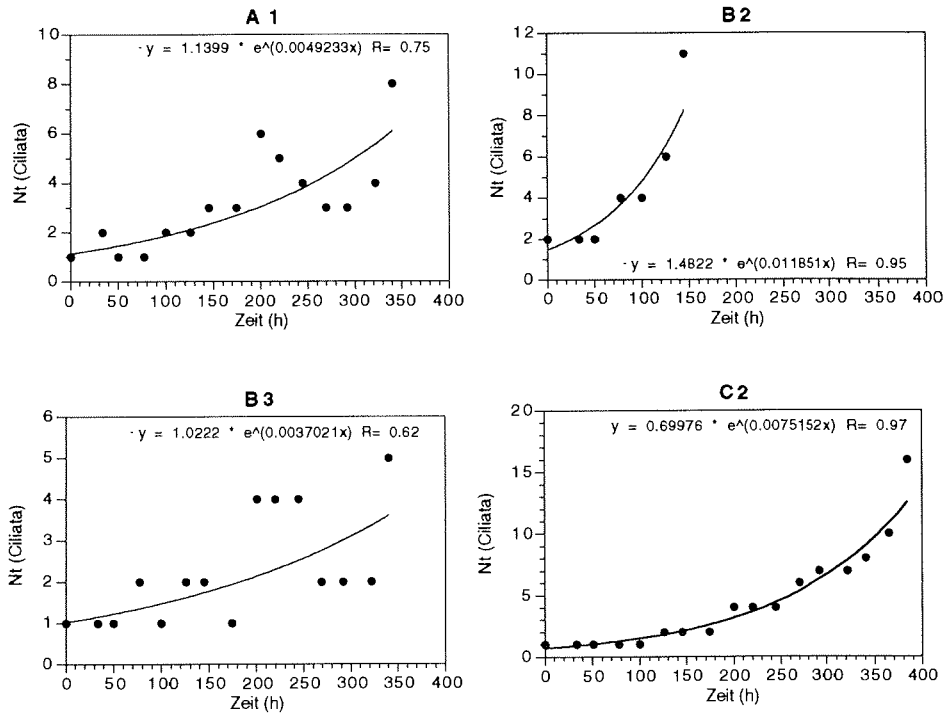 A 1
- y = 1.1399 * e^(0.0049233x) R= 0.75
10
8
6
4
2
0
Nt (Ciliata)
0 50 100 150 200 250 300 350 400
Zeit (h)
B 2
12
10
8
6
4
2
0
Nt (Ciliata)
- y = 1.4822 * e^(0.011851x) R= 0.95
0 50 100 150 200 250 300 350 400
Zeit (h)
B 3
- y = 1.0222 * e^(0.0037021x) R= 0.62
6
5
4
3
2
1
0
Nt (Ciliata)
0 50 100 150 200 250 300 350 400
Zeit (h)
C 2
y = 0.69976 * e^(0.0075152x) R= 0.97
20
15
10
5
0
Nt (Ciliata)
0 50 100 150 200 250 300 350 400
Zeit (h)